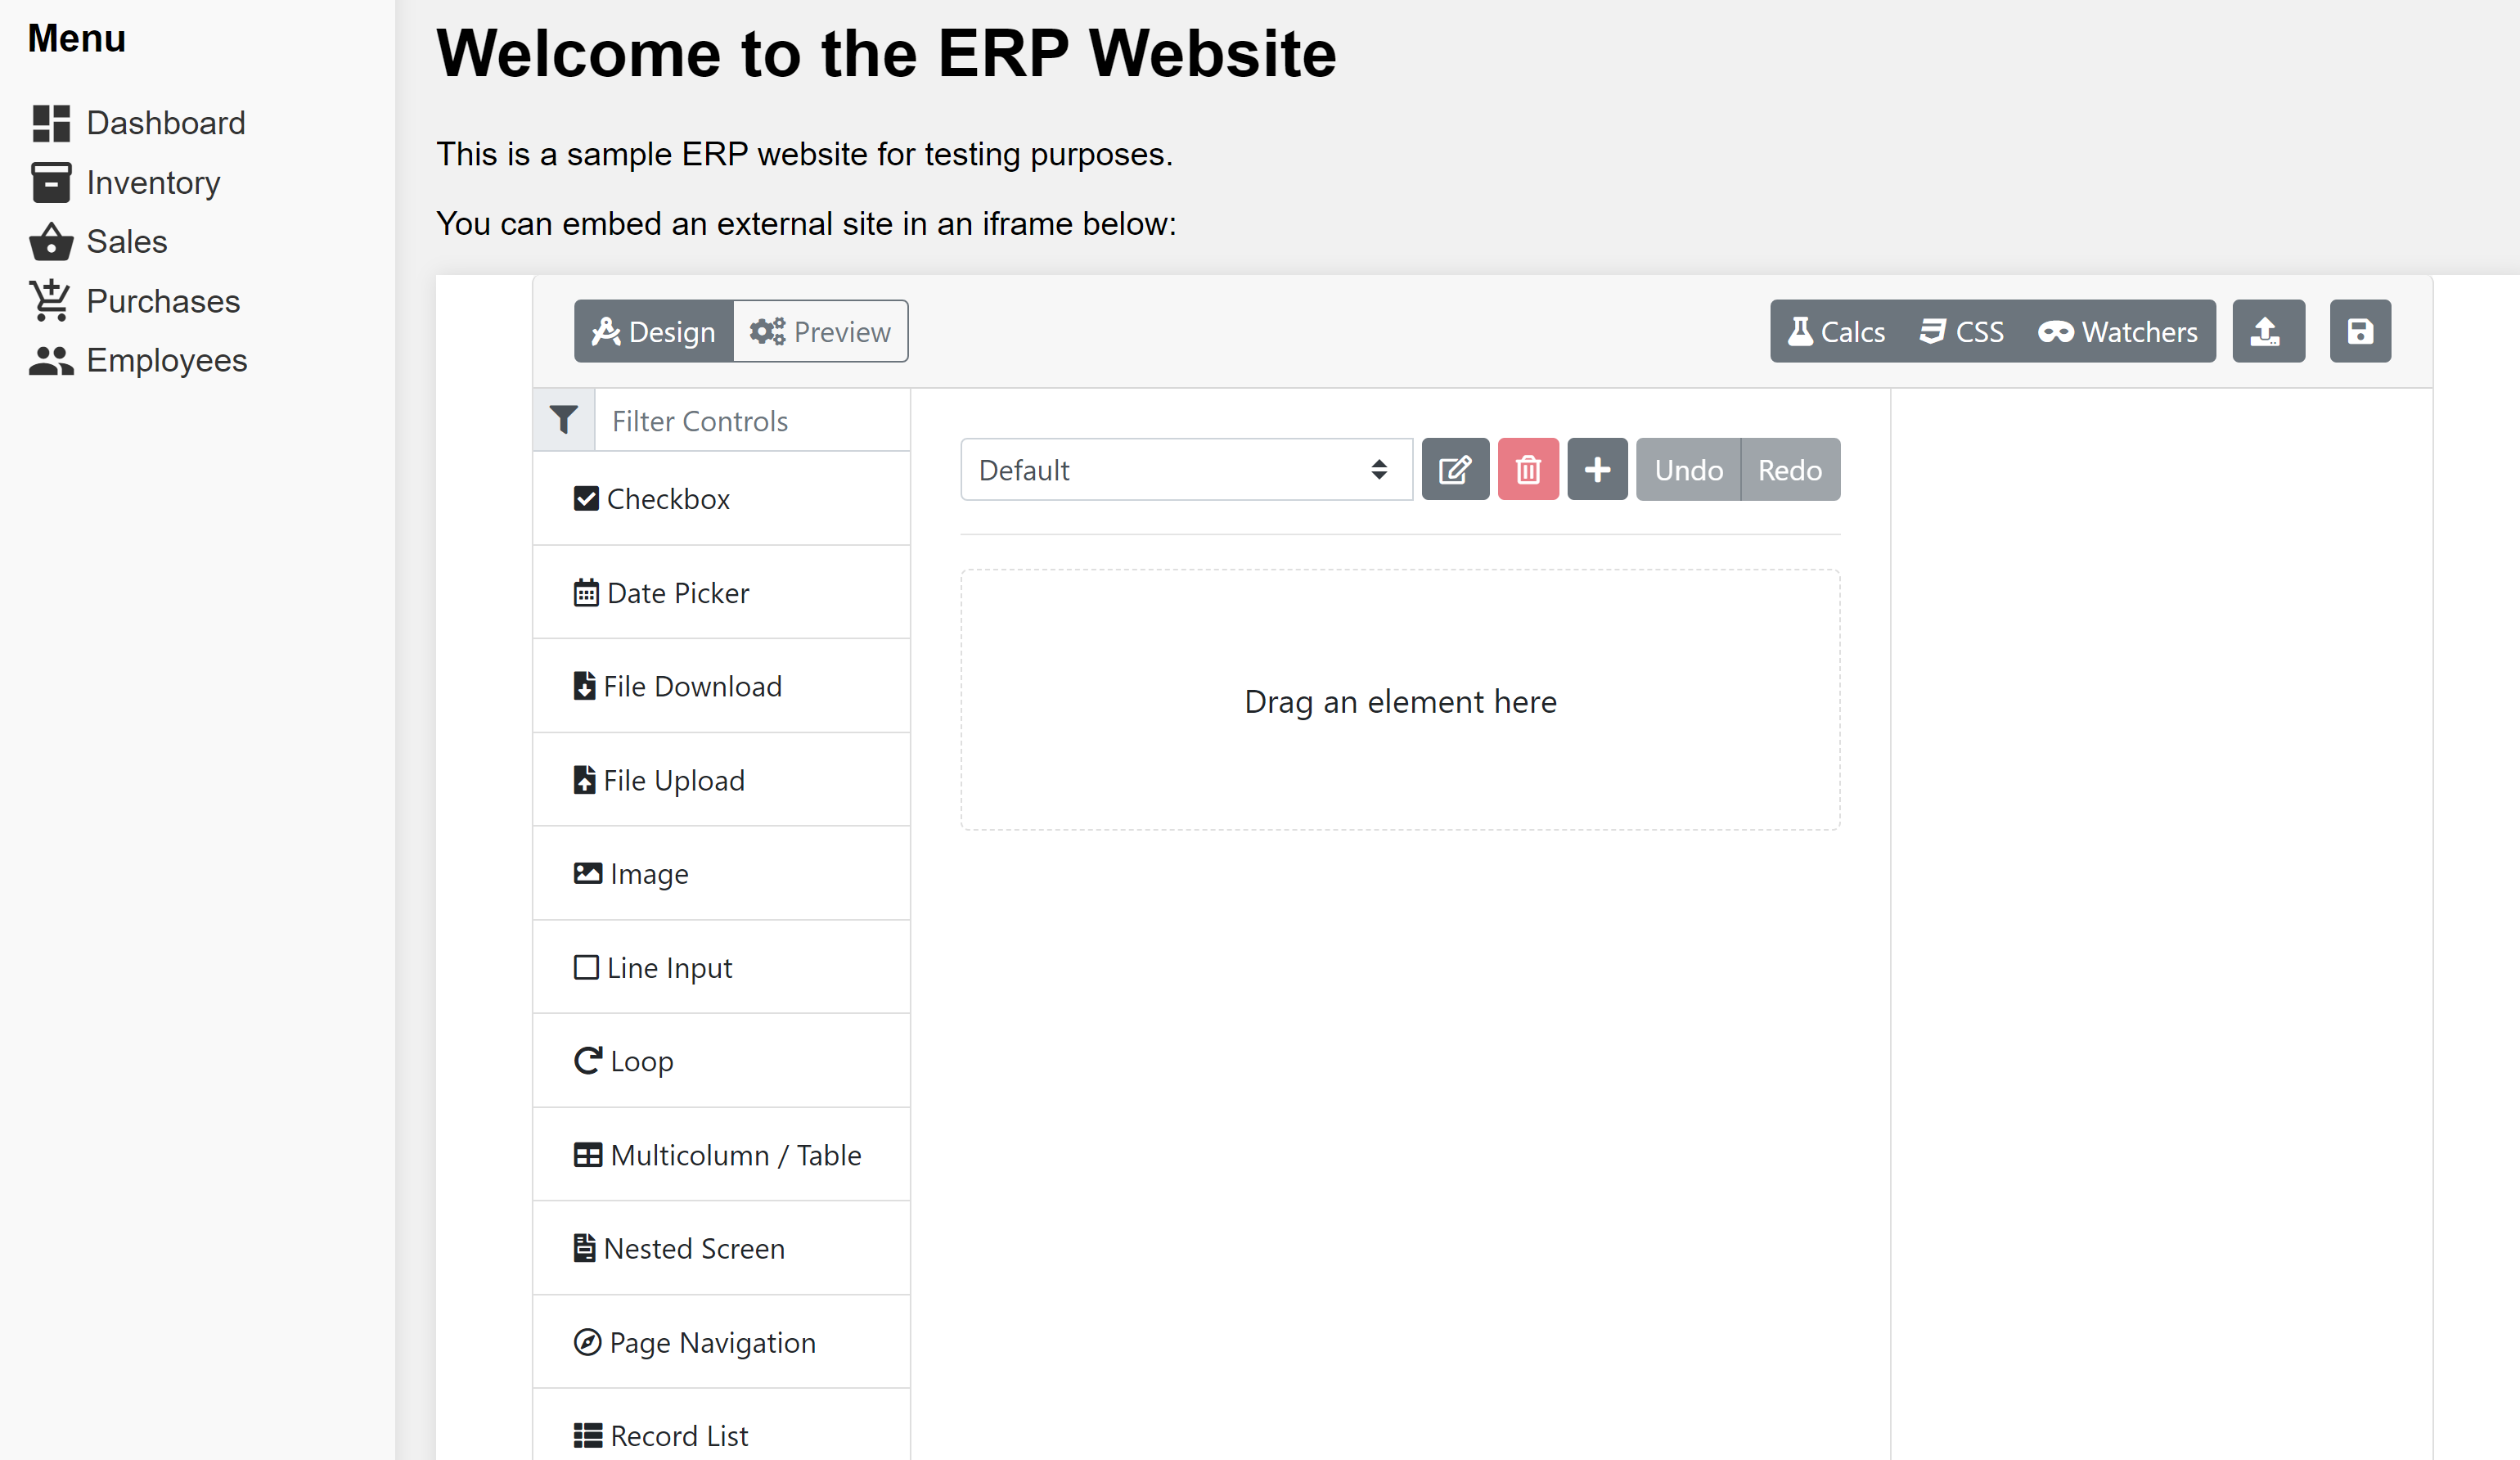 Menu
Dashboard
Inventory
Sales
Purchases
Employees
Welcome to the ERP Website
This is a sample ERP website for testing purposes.
You can embed an external site in an iframe below:
Design Preview Calcs CSS Watchers
Filter Controls
Checkbox
Date Picker
File Download
File Upload
Image
Line Input
Loop
Multicolumn / Table
Nested Screen
Page Navigation
Record List
Default Undo Redo
Drag an element here